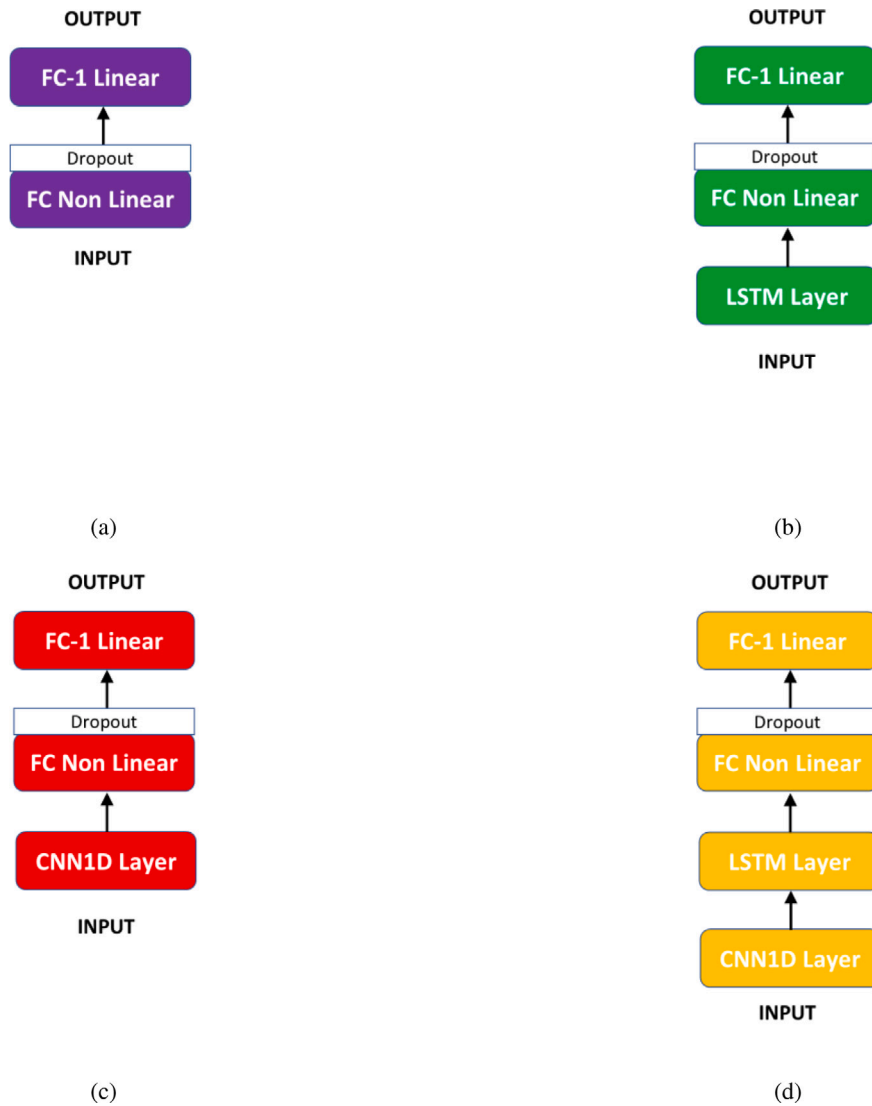 OUTPUT
FC-1 Linear
Dropout
FC Non Linear
INPUT
(a)
OUTPUT
FC-1 Linear
Dropout
FC Non Linear
LSTM Layer
INPUT
(b)
OUTPUT
FC-1 Linear
Dropout
FC Non Linear
CNN1D Layer
INPUT
(c)
OUTPUT
FC-1 Linear
Dropout
FC Non Linear
LSTM Layer
CNN1D Layer
INPUT
(d)